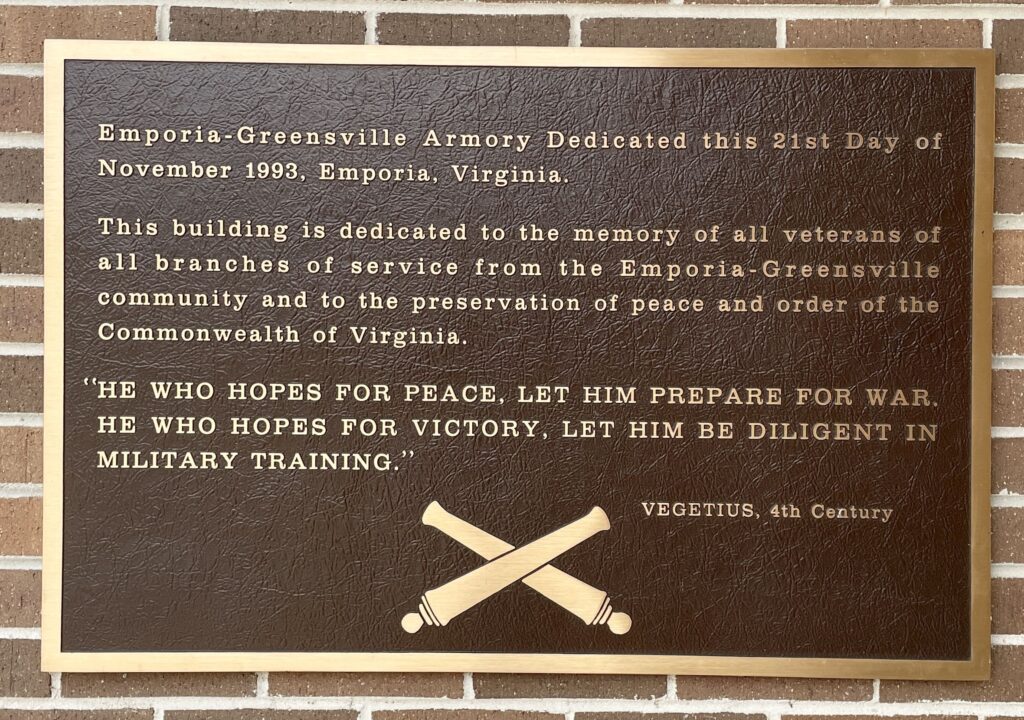 Emporia-Greensville Armory Dedicated this 21st Day of
November 1993, Emporia, Virginia.
This building is dedicated to the memory of all veterans of
all branches of service from the Emporia-Greensville
community and to the preservation of peace and order of the
Commonwealth of Virginia.
"HE WHO HOPES FOR PEACE, LET HIM PREPARE FOR WAR.
HE WHO HOPES FOR VICTORY, LET HIM BE DILIGENT IN
MILITARY TRAINING."
VEGETIUS, 4th Century